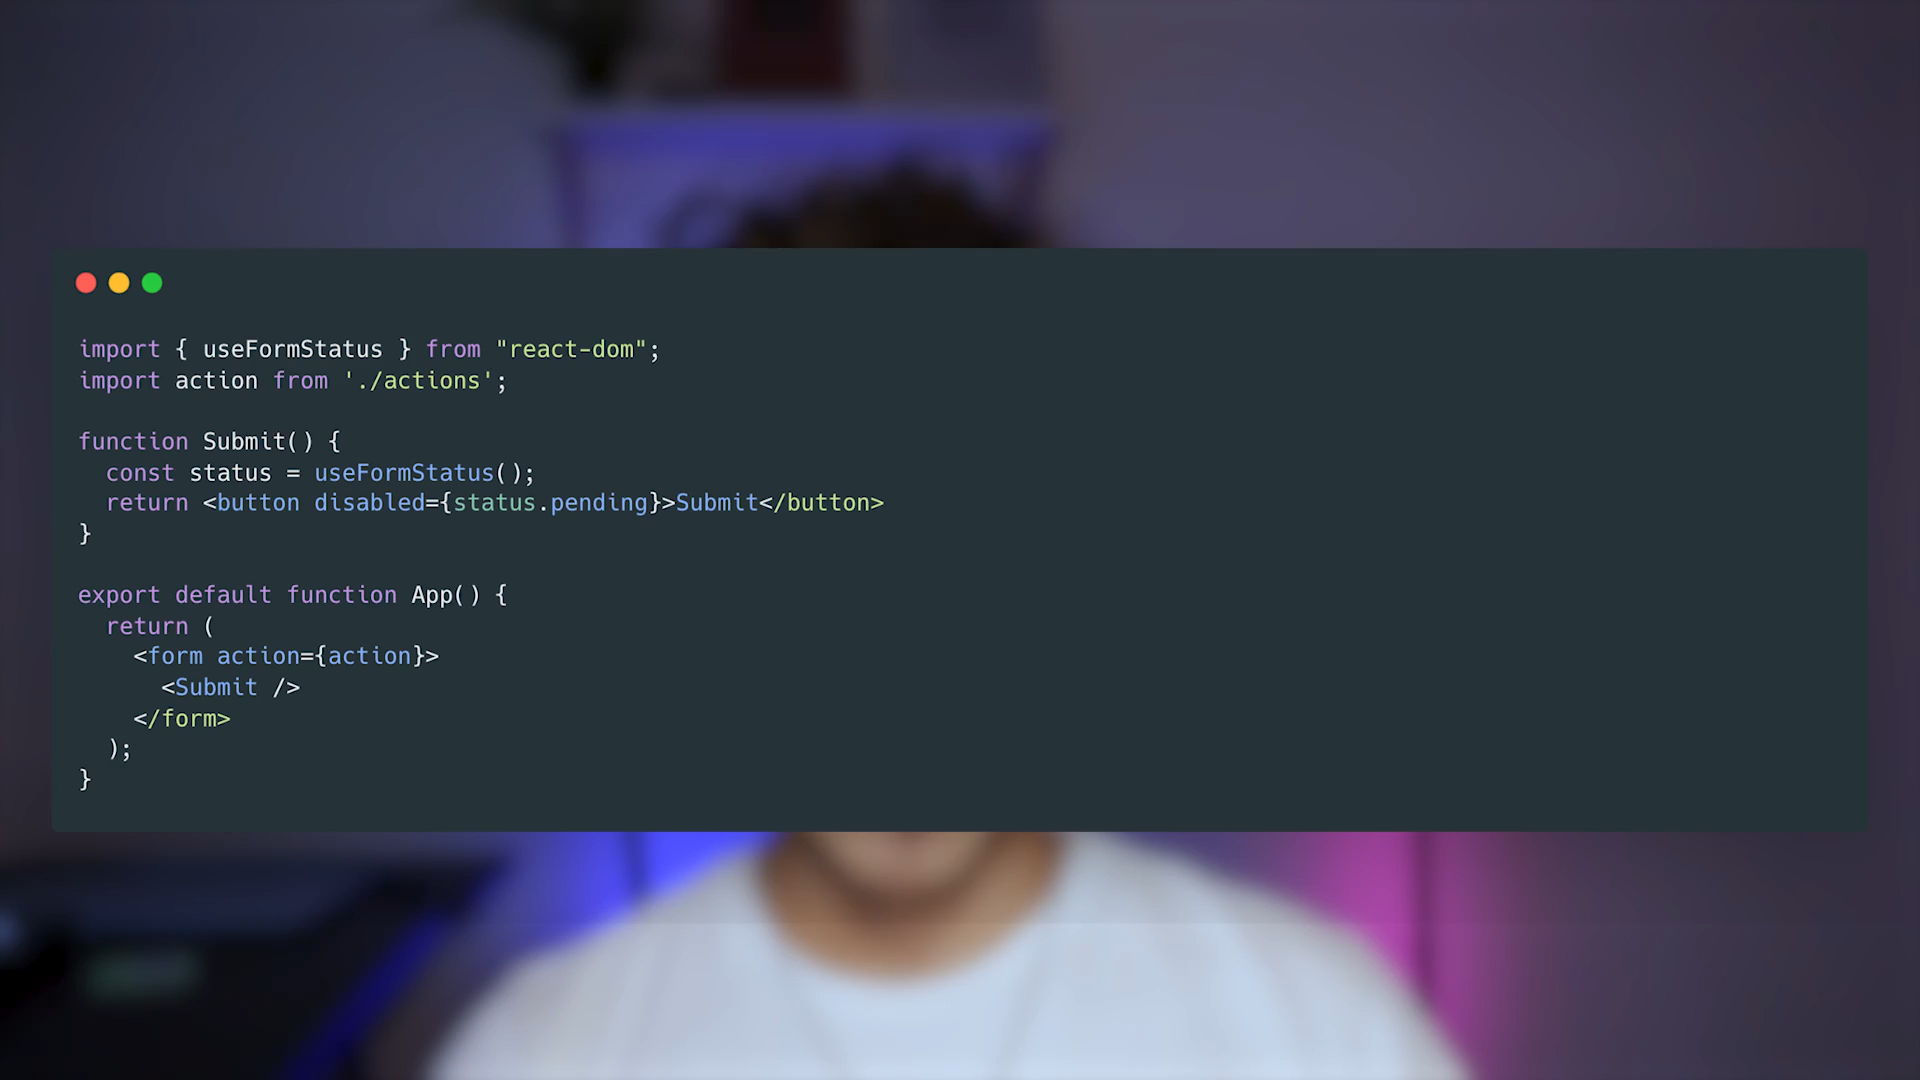 import { useFormStatus } from "react-dom";
import action from './actions';
function Submit() {
const status = useFormStatus();
return <button disabled={status.pending}>Submit</button>
}
export default function App() {
return (
<form action={action}>
<Submit />
</form>
);
}